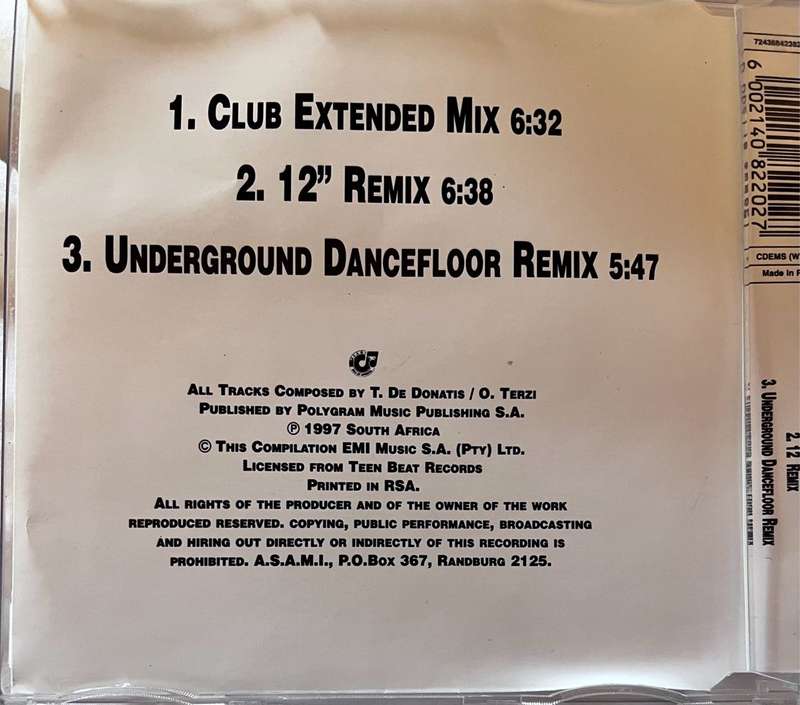 1. CLUB EXTENDED MIX 6:32
2. 12” REMIX 6:38
3. UNDERGROUND DANCEFLOOR REMIX 5:47
ALL TRACKS COMPOSED BY T. DE DONATIS / O. TERZI
PUBLISHED BY POLYGRAM MUSIC PUBLISHING S.A.
℗ 1997 SOUTH AFRICA
© THIS COMPILATION EMI MUSIC S.A. (PTY) LTD.
LICENSED FROM TEEN BEAT RECORDS
PRINTED IN RSA.
ALL RIGHTS OF THE PRODUCER AND OF THE OWNER OF THE WORK
REPRODUCED RESERVED. COPYING, PUBLIC PERFORMANCE, BROADCASTING
AND HIRING OUT DIRECTLY OR INDIRECTLY OF THIS RECORDING IS
PROHIBITED. A.S.A.M.I., P.O.BOX 367, RANDBURG 2125.
6 002140 822027
CDEMS (W
Made in
2. 12 REMIX
3. UNDERGROUND DANCEFLOOR REMIX